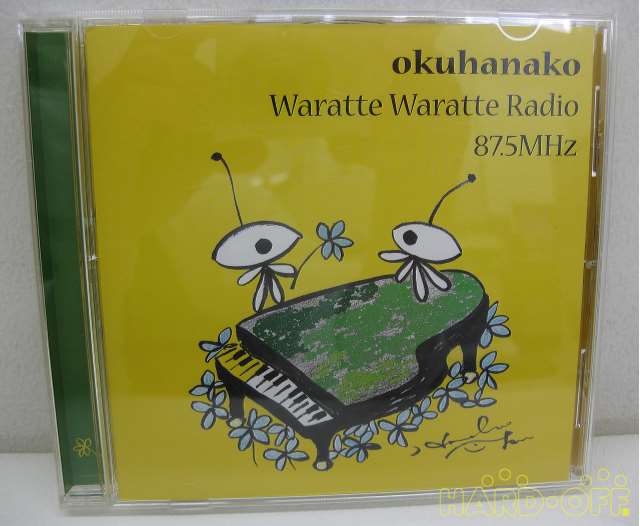 okuhanako
Waratte Waratte Radio
87.5MHz
HARD·OFF